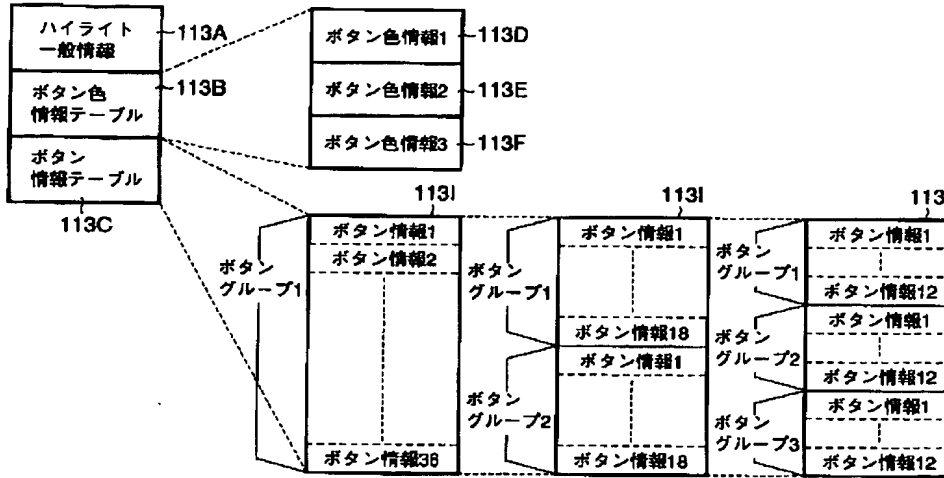 ハイライト
一般情報
113A
ボタン色
情報テーブル
113B
ボタン
情報テーブル
113C
ボタン色情報1
113D
ボタン色情報2
113E
ボタン色情報3
113F
113I
ボタン
グループ1
ボタン情報1
ボタン情報2
ボタン情報36
113I
ボタン
グループ1
ボタン情報1
ボタン情報18
ボタン
グループ2
ボタン情報1
ボタン情報18
113
ボタン
グループ1
ボタン情報1
ボタン情報12
ボタン
グループ2
ボタン情報1
ボタン情報12
ボタン
グループ3
ボタン情報1
ボタン情報12